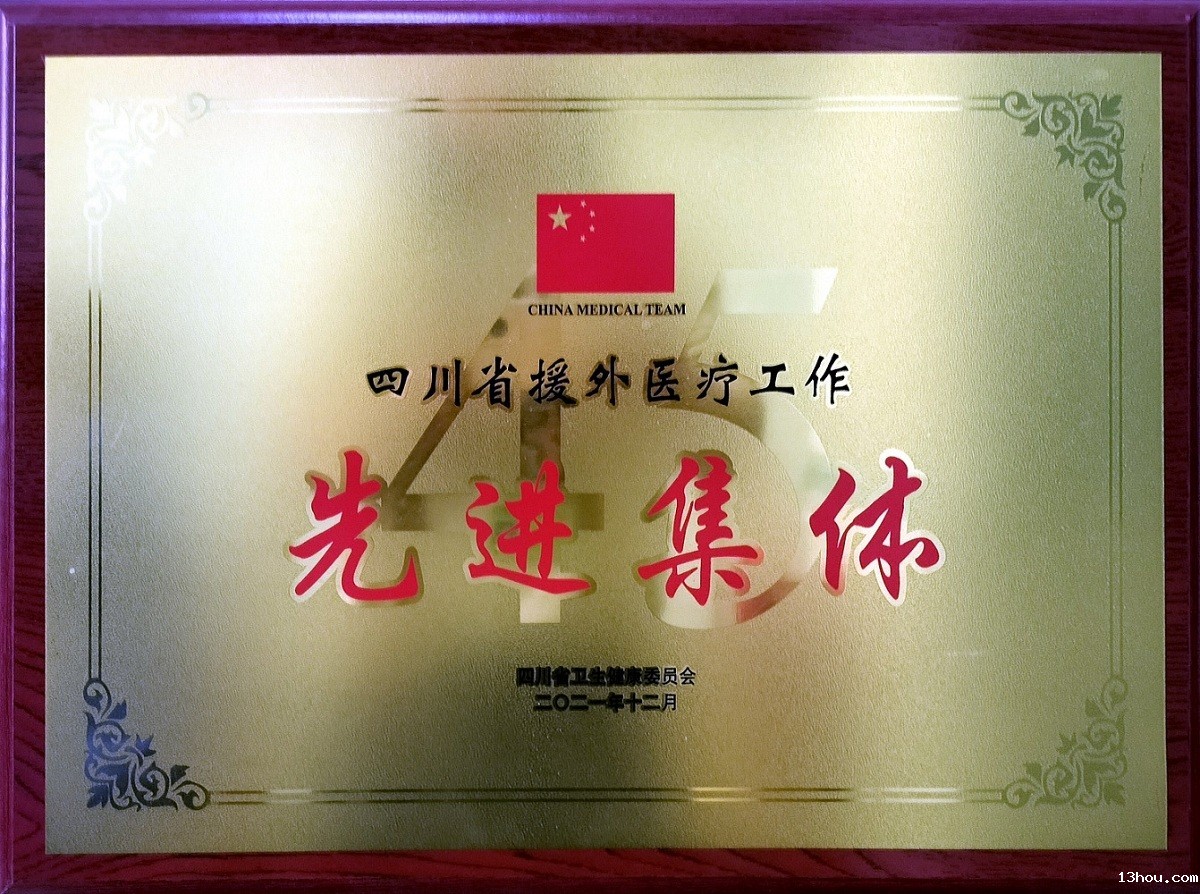 45
CHINA MEDICAL TEAM
四川省援外医疗工作
先进集体
四川省卫生健康委员会
二〇二一年十二月
13hou.com